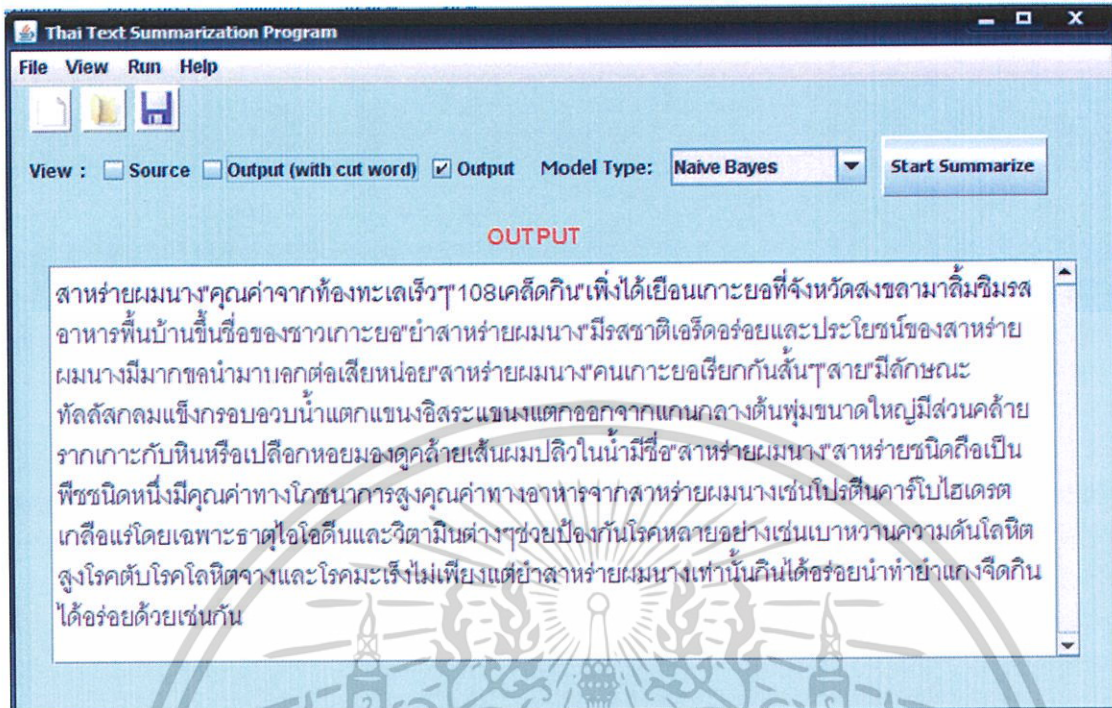 Thai Text Summarization Program
File View Run Help
View : Source Output (with cut word) Output Model Type: Naive Bayes Start Summarize
OUTPUT
สาหร่ายผมนาง"คุณค่าจากท้องทะเลเร็วๆ"108เคล็ดกิน"เพิ่งได้เยือนเกาะยอที่จังหวัดสงขลามาลิ้มชิมรส
อาหารพื้นบ้านขึ้นชื่อของชาวเกาะยอ"ยำสาหร่ายผมนาง"มีรสชาติเอร็ดอร่อยและประโยชน์ของสาหร่าย
ผมนางมีมากขอนำมาบอกต่อเสียหน่อย"สาหร่ายผมนาง"คนเกาะยอเรียกกันสั้นๆ"สาย"มีลักษณะ
ทัลลัสกลมแข็งกรอบอวบน้ำแตกแขนงอิสระแขนงแตกออกจากแกนกลางต้นพุ่มขนาดใหญ่มีส่วนคล้าย
รากเกาะกับหินหรือเปลือกหอยมองดูคล้ายเส้นผมปลิวในน้ำมีชื่อ"สาหร่ายผมนาง"สาหร่ายชนิดถือเป็น
พืชชนิดหนึ่งมีคุณค่าทางโภชนาการสูงคุณค่าทางอาหารจากสาหร่ายผมนางเช่นโปรตีนคาร์โบไฮเดรต
เกลือแร่โดยเฉพาะธาตุไอโอดีนและวิตามินต่างๆช่วยป้องกันโรคหลายอย่างเช่นเบาหวานความดันโลหิต
สูงโรคตับโรคโลหิตจางและโรคมะเร็งไม่เพียงแต่ยำสาหร่ายผมนางเท่านั้นกินได้อร่อยนำทำยำแกงจืดกิน
ได้อร่อยด้วยเช่นกัน